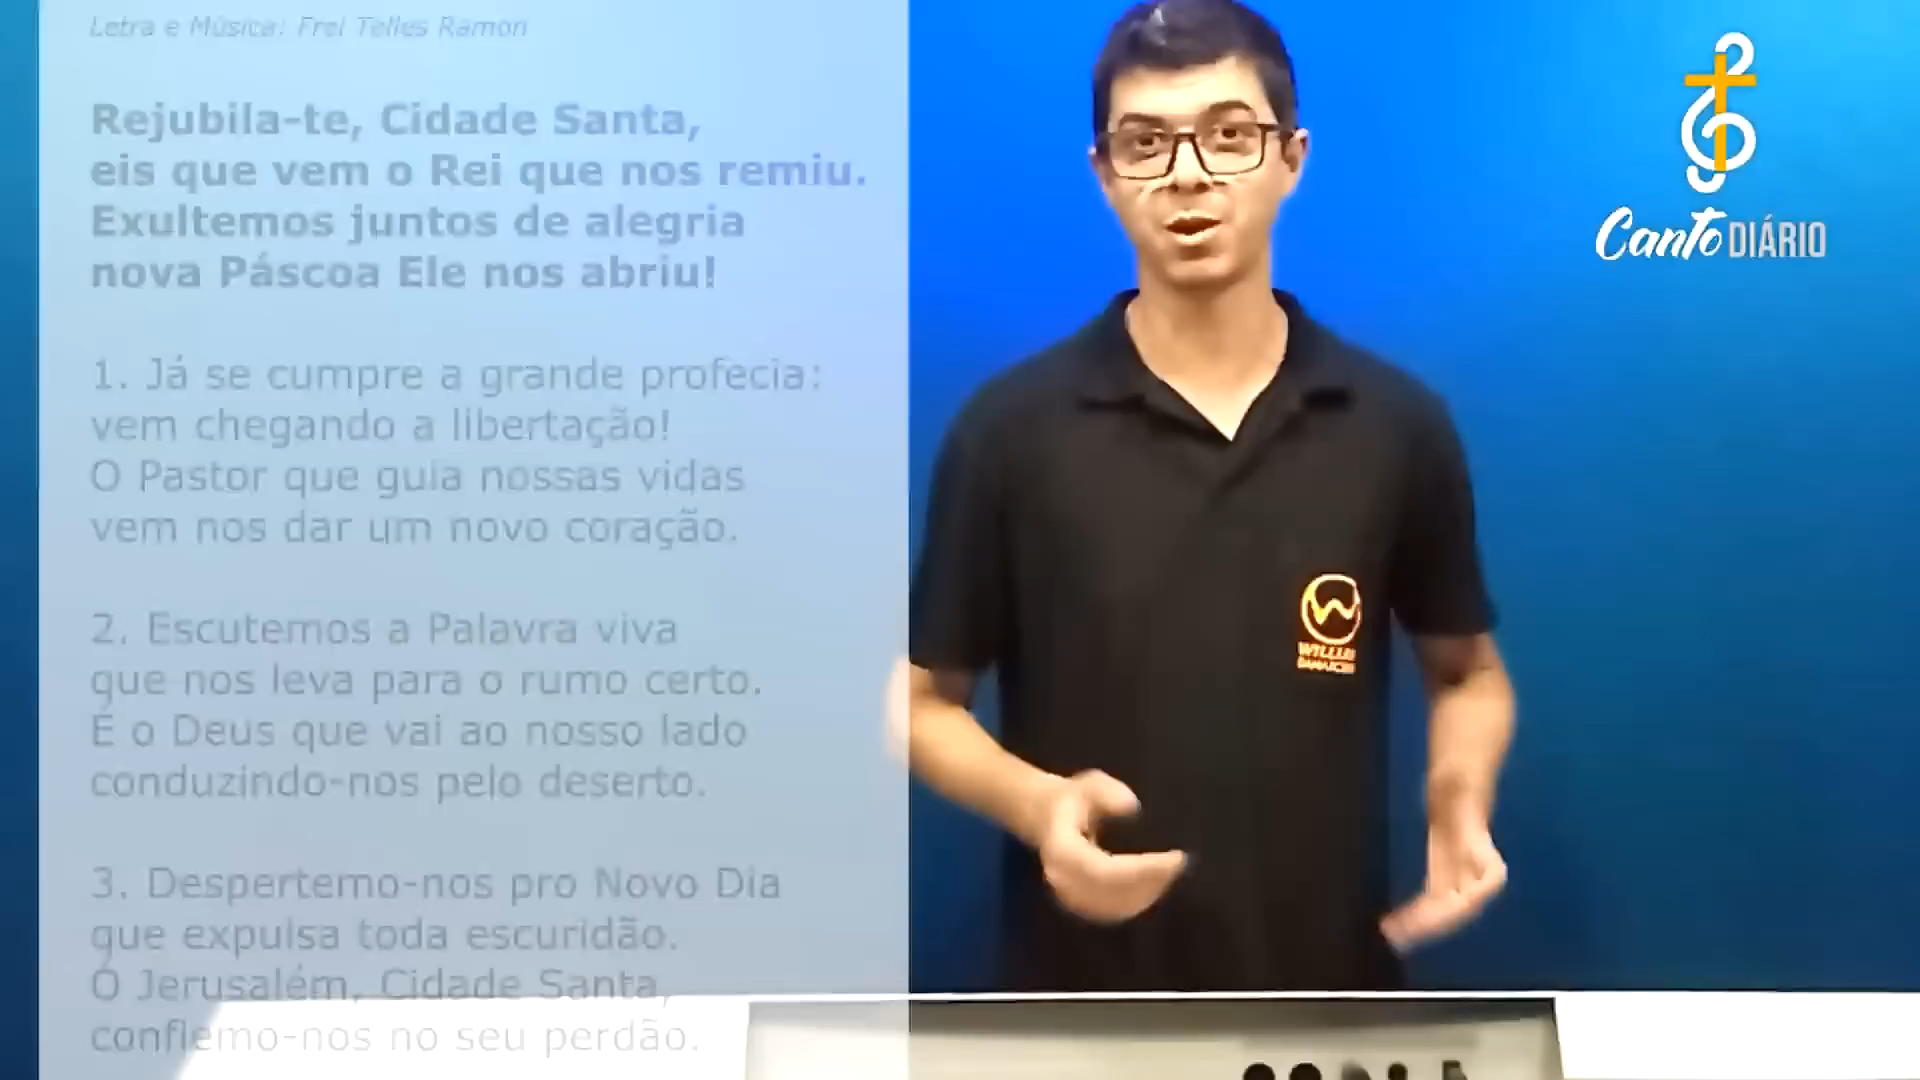 Letra e Música: Frei Telles Ramon
Rejubila-te, Cidade Santa,
eis que vem o Rei que nos remiu.
Exultemos juntos de alegria
nova Páscoa Ele nos abriu!
1. Já se cumpre a grande profecia:
vem chegando a libertação!
O Pastor que guia nossas vidas
vem nos dar um novo coração.
2. Escutemos a Palavra viva
que nos leva para o rumo certo.
É o Deus que vai ao nosso lado
conduzindo-nos pelo deserto.
3. Despertemo-nos pro Novo Dia
que expulsa toda escuridão.
Ó Jerusalém, Cidade Santa,
confiemo-nos no seu perdão.
Canto DIÁRIO
W